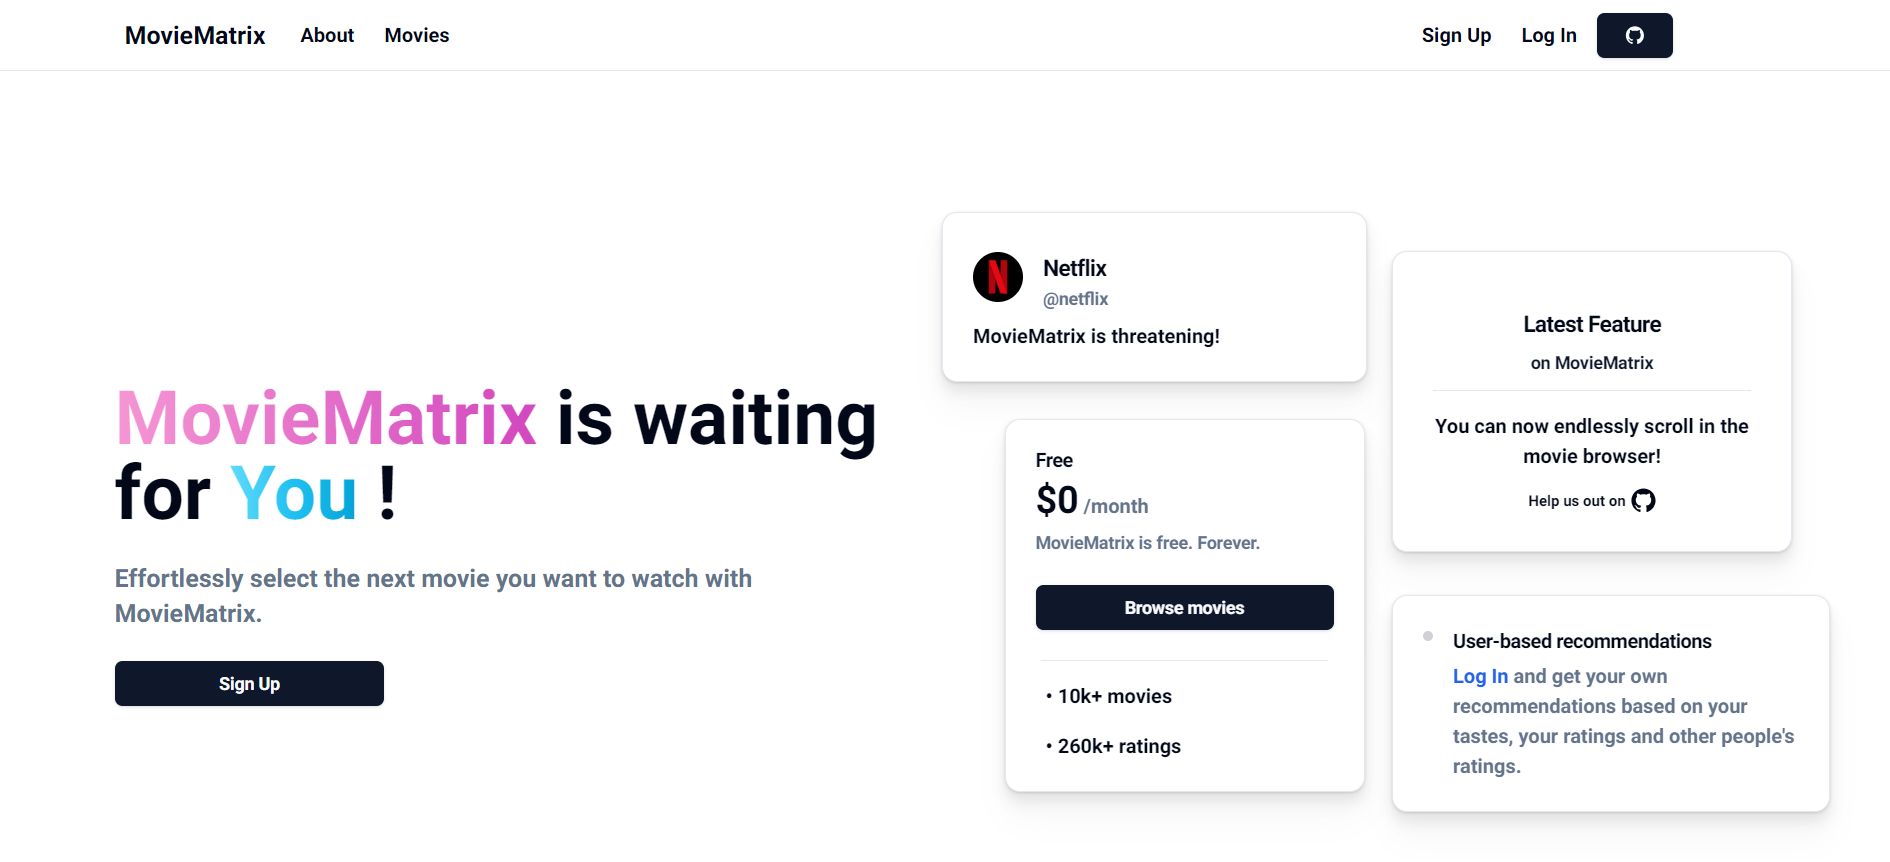 MovieMatrix
About
Movies
Sign Up
Log In
MovieMatrix is waiting
for You !
Effortlessly select the next movie you want to watch with
MovieMatrix.
Sign Up
N
Netflix
@netflix
MovieMatrix is threatening!
Free
$0 /month
MovieMatrix is free. Forever.
Browse movies
• 10k+ movies
• 260k+ ratings
Latest Feature
on MovieMatrix
You can now endlessly scroll in the
movie browser!
Help us out on
User-based recommendations
Log In and get your own
recommendations based on your
tastes, your ratings and other people's
ratings.